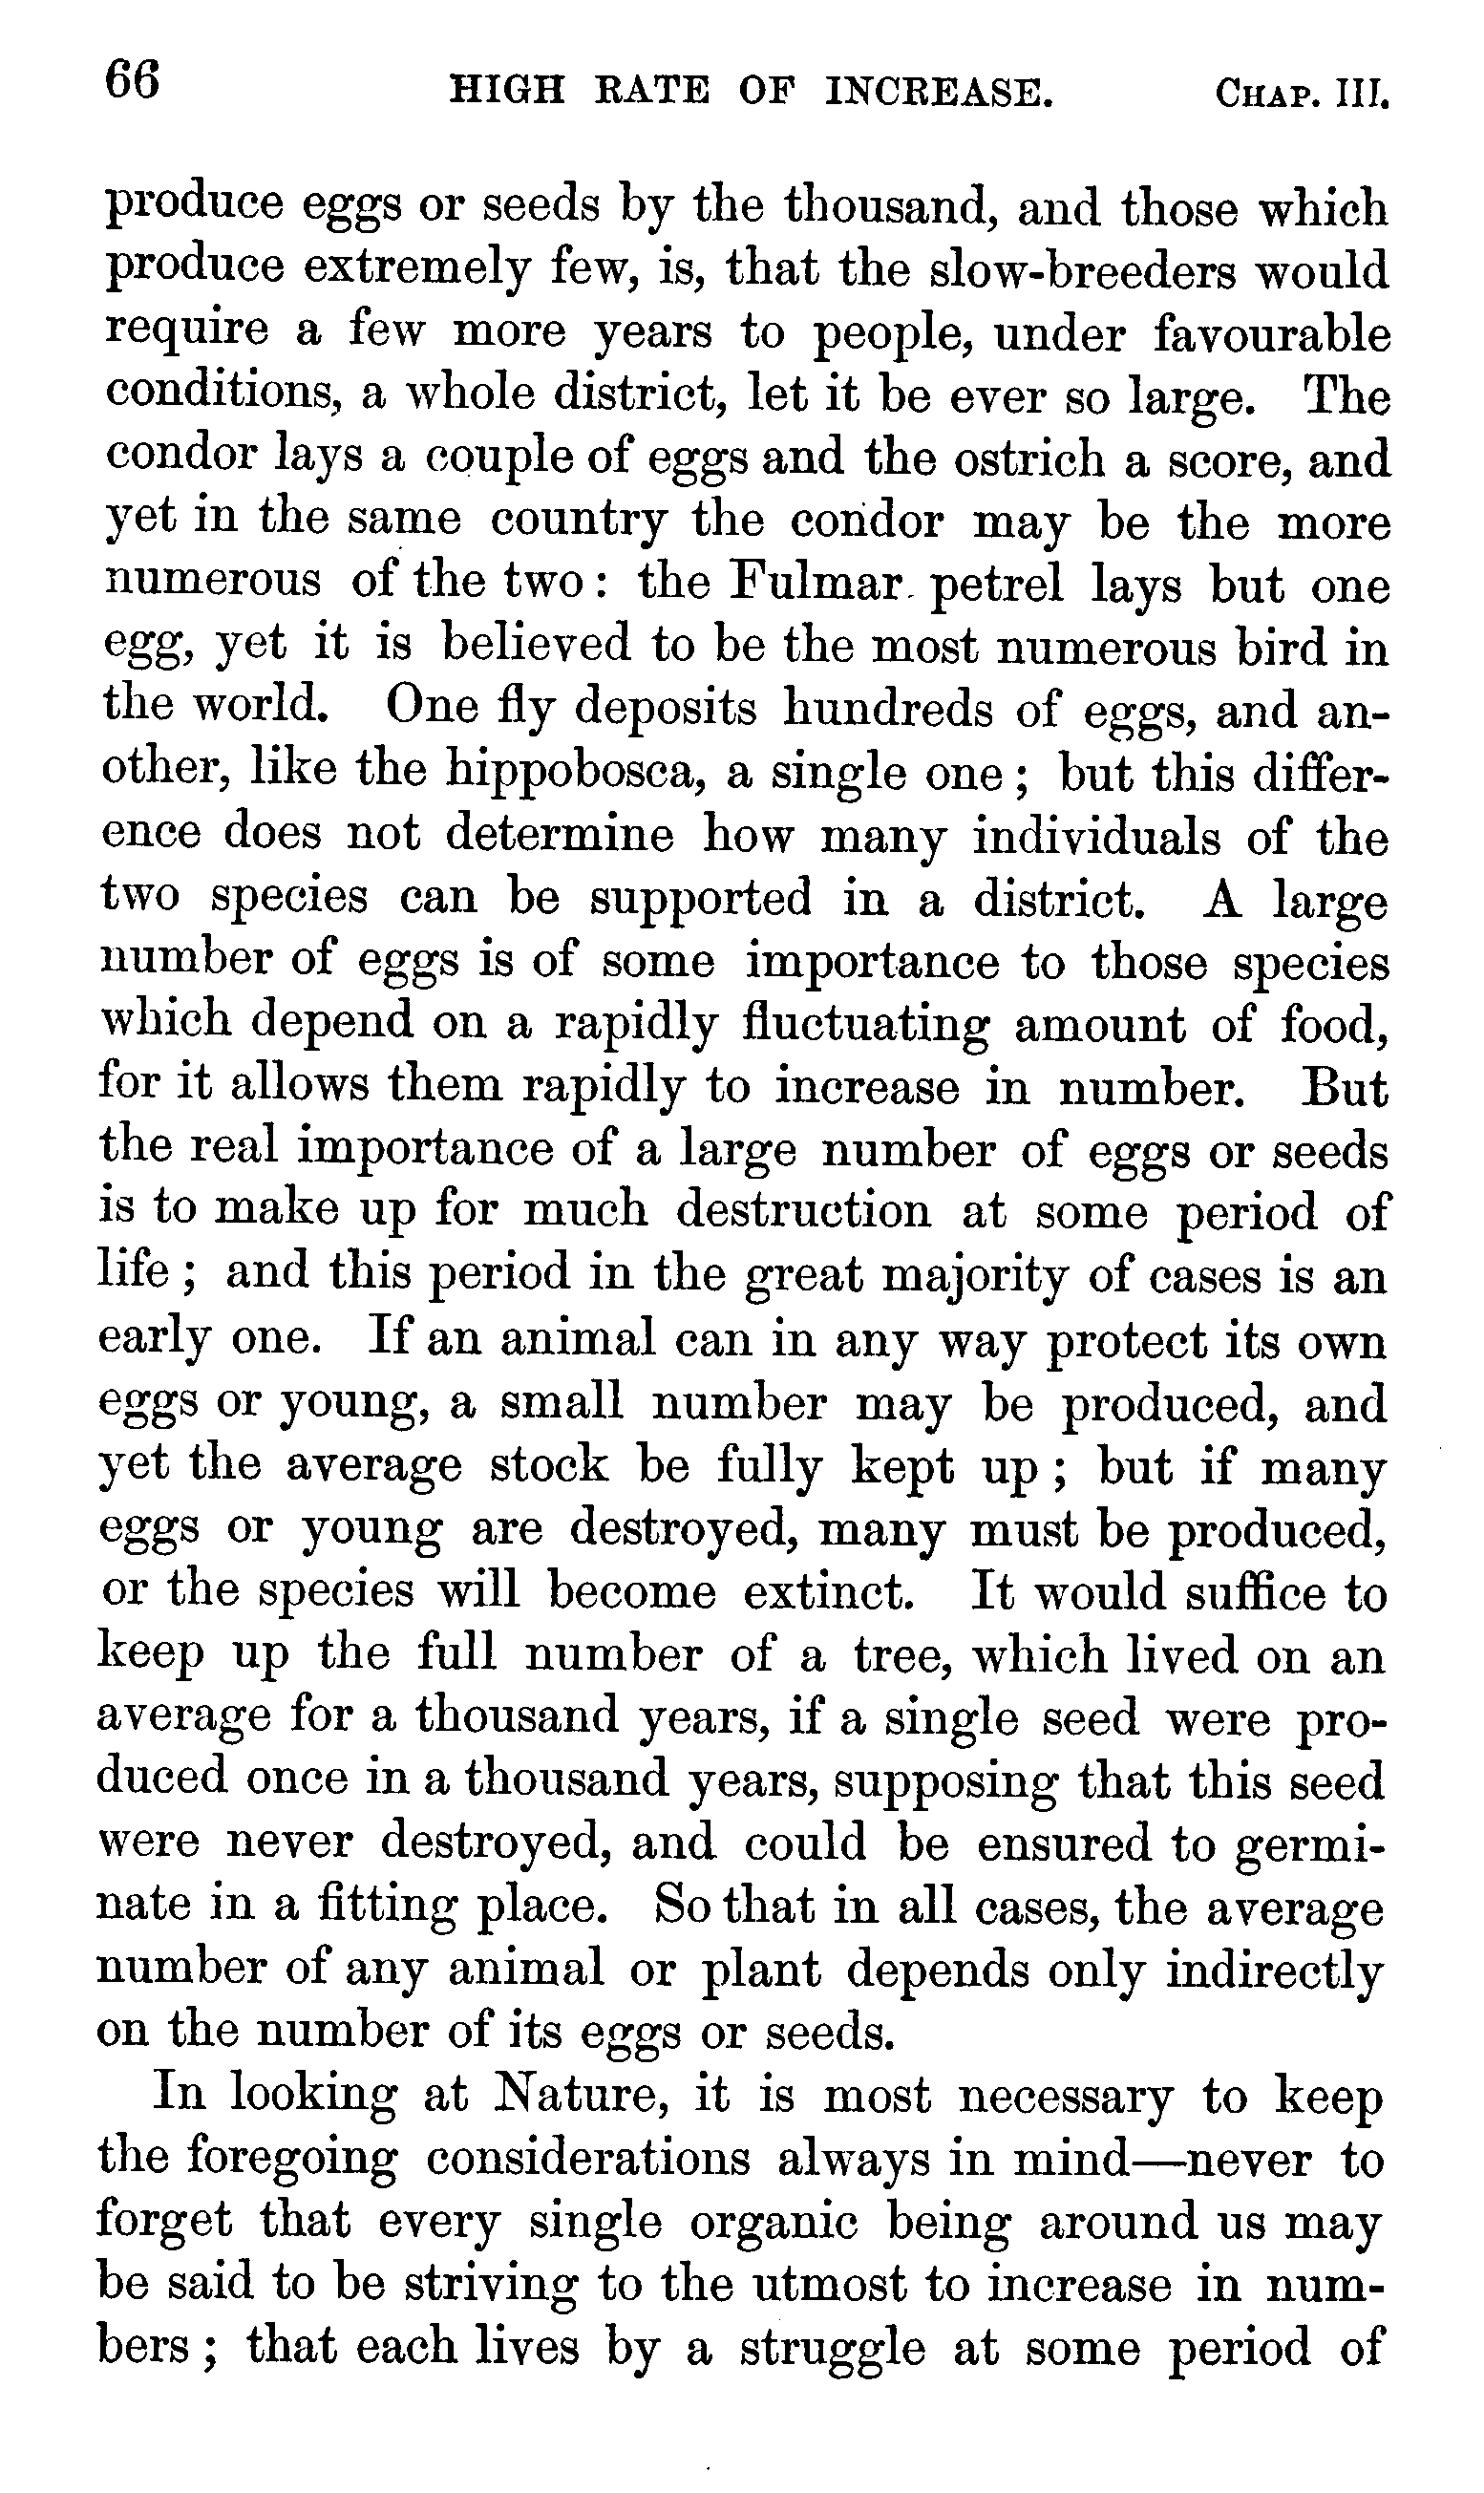 66 HIGH RATE OF INCREASE. CHAP. III.
produce eggs or seeds by the thousand, and those which
produce extremely few, is, that the slow-breeders would
require a few more years to people, under favourable
conditions, a whole district, let it be ever so large. The
condor lays a couple of eggs and the ostrich a score, and
yet in the same country the condor may be the more
numerous of the two: the Fulmar petrel lays but one
egg, yet it is believed to be the most numerous bird in
the world. One fly deposits hundreds of eggs, and an-
other, like the hippobosca, a single one; but this differ-
ence does not determine how many individuals of the
two species can be supported in a district. A large
number of eggs is of some importance to those species
which depend on a rapidly fluctuating amount of food,
for it allows them rapidly to increase in number. But
the real importance of a large number of eggs or seeds
is to make up for much destruction at some period of
life; and this period in the great majority of cases is an
early one. If an animal can in any way protect its own
eggs or young, a small number may be produced, and
yet the average stock be fully kept up; but if many
eggs or young are destroyed, many must be produced,
or the species will become extinct. It would suffice to
keep up the full number of a tree, which lived on an
average for a thousand years, if a single seed were pro-
duced once in a thousand years, supposing that this seed
were never destroyed, and could be ensured to germi-
nate in a fitting place. So that in all cases, the average
number of any animal or plant depends only indirectly
on the number of its eggs or seeds.
In looking at Nature, it is most necessary to keep
the foregoing considerations always in mind—never to
forget that every single organic being around us may
be said to be striving to the utmost to increase in num-
bers; that each lives by a struggle at some period of